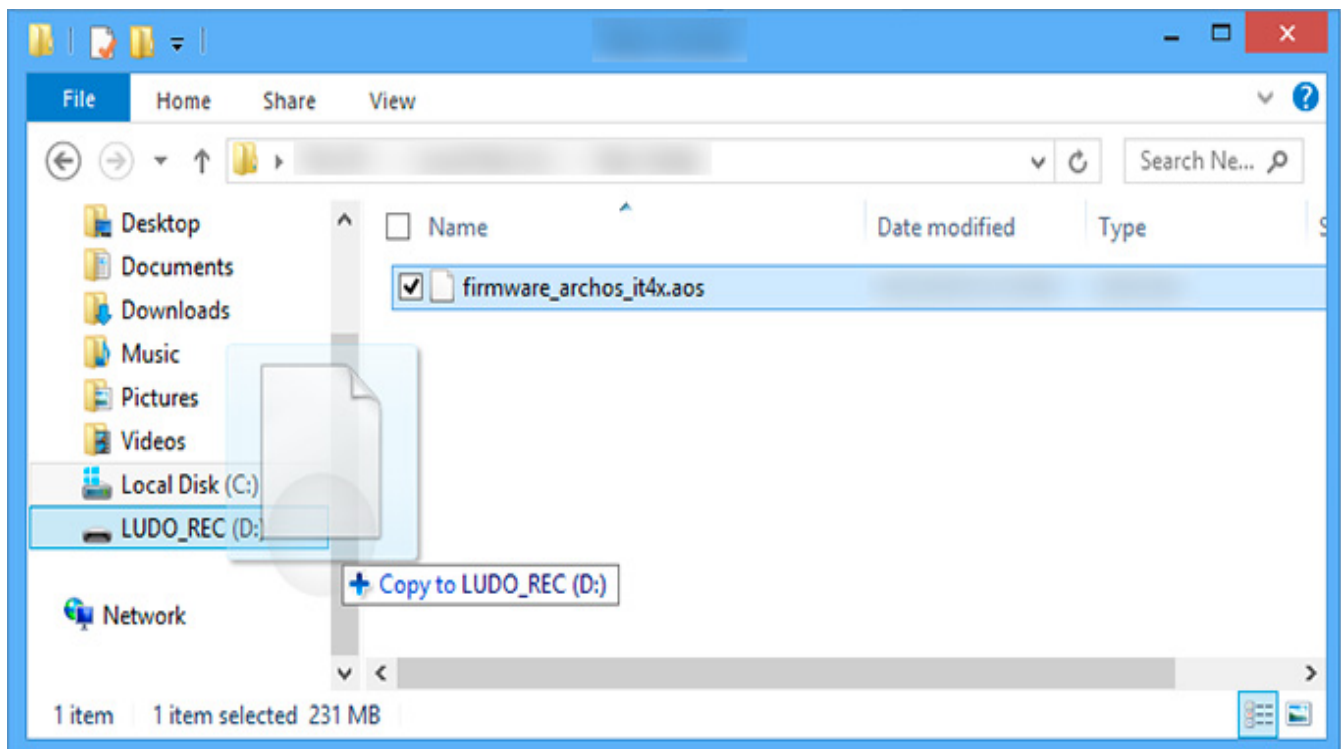 File Home Share View
Search Ne...
Desktop
Documents
Downloads
Music
Pictures
Videos
Local Disk (C:)
LUDO_REC (D:)
Network
Name Date modified Type S
firmware_archos_it4x.aos
Copy to LUDO_REC (D:)
1 item 1 item selected 231 MB